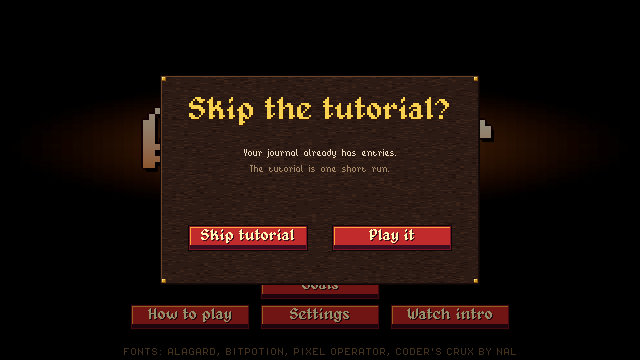 Skip the tutorial?
Your journal already has entries.
The tutorial is one short run.
Skip tutorial
Play it
Goals
How to play
Settings
Watch intro
FONTS: ALAGARD, BITPOTION, PIXEL OPERATOR, CODER'S CRUX BY NAL